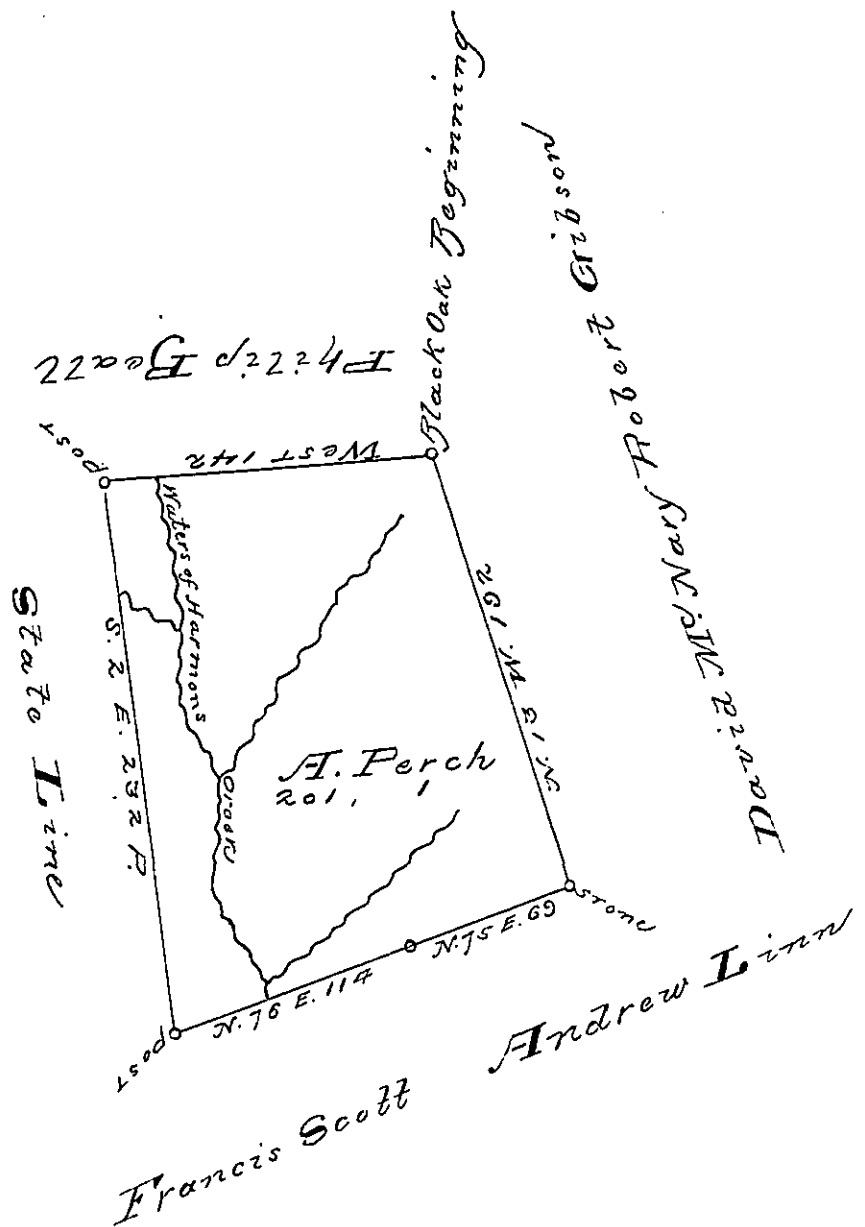 Black Oak Beginning
David McNary Robert Gibson
Phillip Beall
West 142
post
Waters of Harmons
Creek
State Line
S. 2 E. 232 P.
N. 13 W. 192
A. Perch
201, 1
stone
N. 75 E. 69
N. 76 E. 114
post
Andrew Linn
Francis Scott